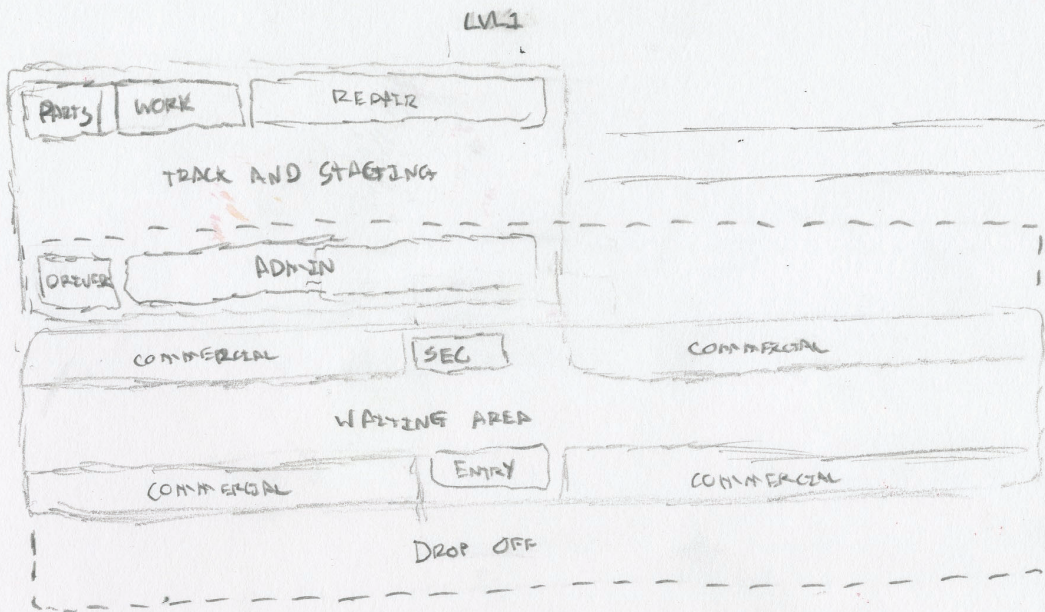 LVL1
PARTS
WORK
REPAIR
TRACK AND STAGING
DRIVER
ADMIN
COMMERCIAL
SEC
COMMERCIAL
WAITING AREA
COMMERCIAL
ENTRY
COMMERCIAL
DROP OFF